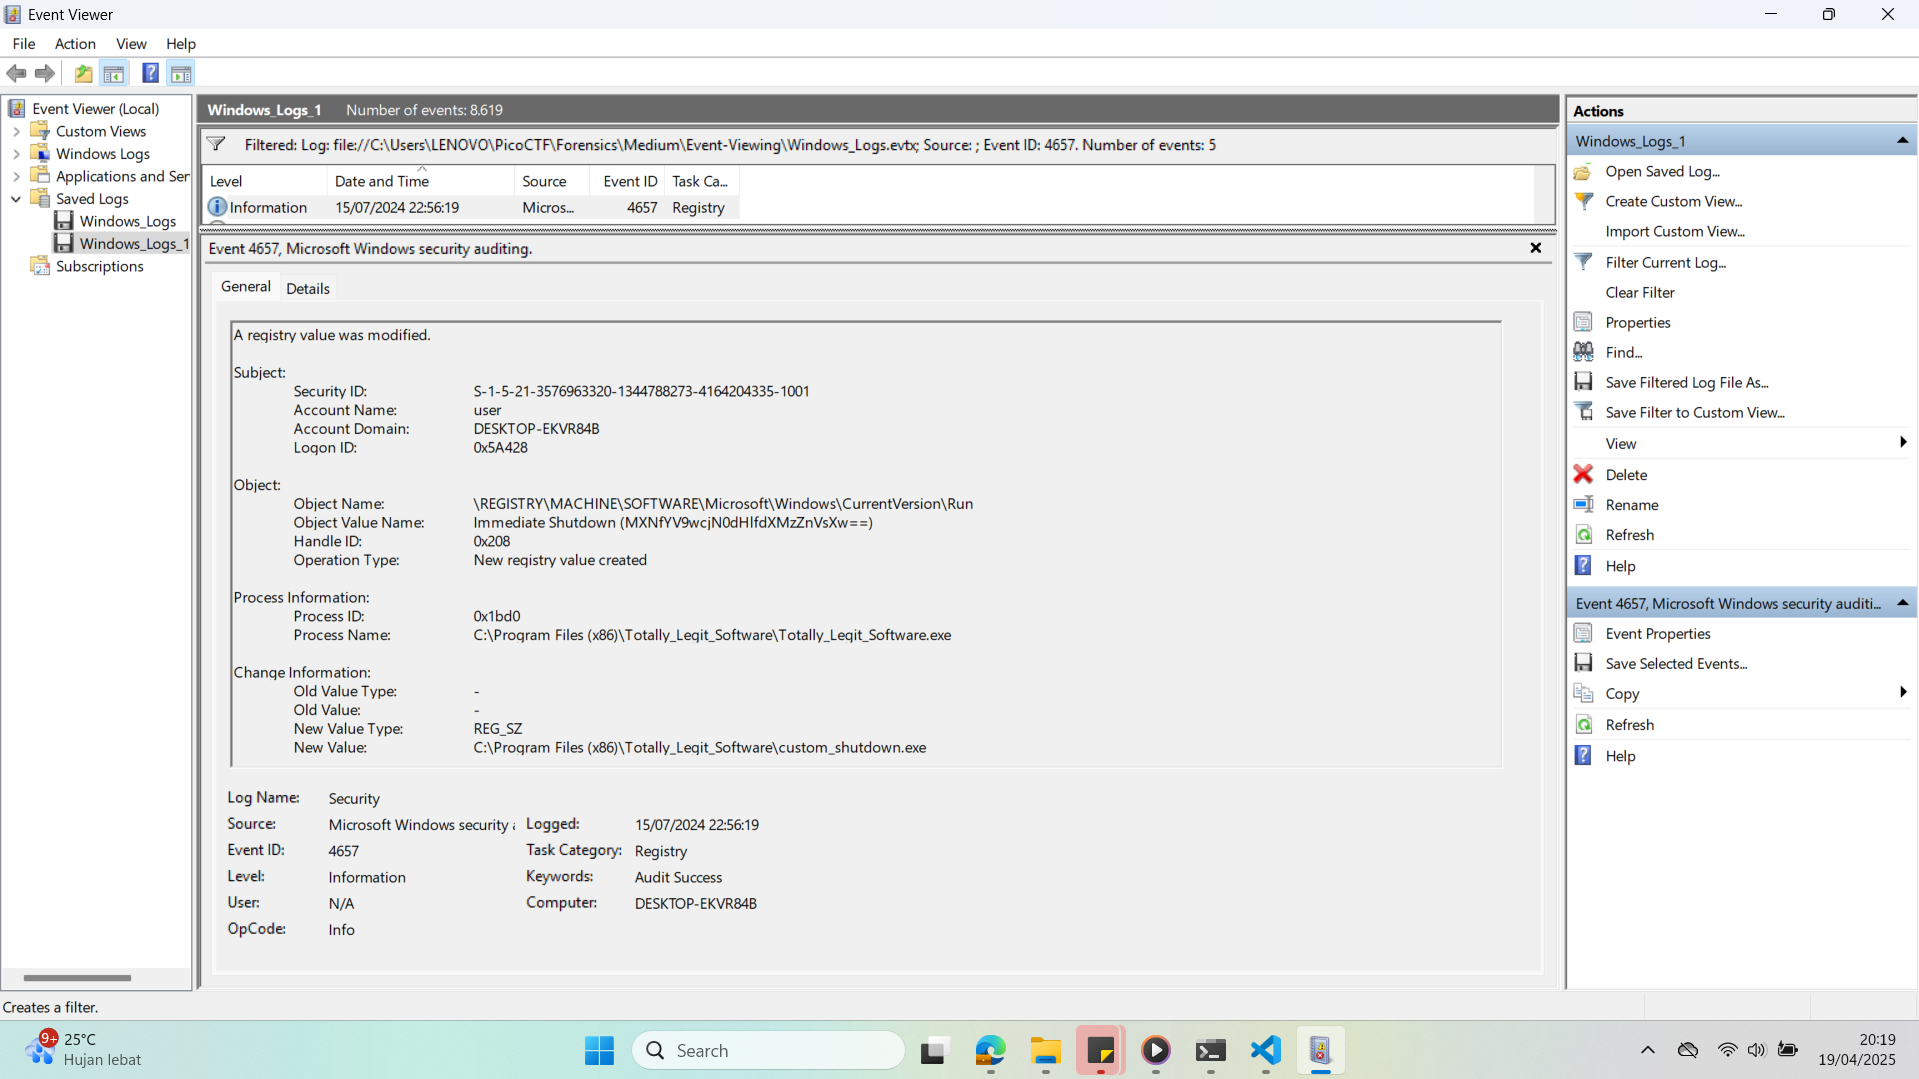 Event Viewer
File Action View Help
Event Viewer (Local)
Custom Views
Windows Logs
Applications and Ser
Saved Logs
Windows_Logs
Windows_Logs_1
Subscriptions
Windows_Logs_1 Number of events: 8.619
Filtered: Log: file://C:\Users\LENOVO\PicoCTF\Forensics\Medium\Event-Viewing\Windows_Logs.evtx; Source: ; Event ID: 4657. Number of events: 5
Level Date and Time Source Event ID Task Ca...
Information 15/07/2024 22:56:19 Micros... 4657 Registry
Event 4657, Microsoft Windows security auditing.
General Details
A registry value was modified.
Subject:
Security ID: S-1-5-21-3576963320-1344788273-4164204335-1001
Account Name: user
Account Domain: DESKTOP-EKVR84B
Logon ID: 0x5A428
Object:
Object Name: \REGISTRY\MACHINE\SOFTWARE\Microsoft\Windows\CurrentVersion\Run
Object Value Name: Immediate Shutdown (MXNfYV9wcjN0dHlfdXMzZnVsXw==)
Handle ID: 0x208
Operation Type: New registry value created
Process Information:
Process ID: 0x1bd0
Process Name: C:\Program Files (x86)\Totally_Legit_Software\Totally_Legit_Software.exe
Change Information:
Old Value Type: -
Old Value: -
New Value Type: REG_SZ
New Value: C:\Program Files (x86)\Totally_Legit_Software\custom_shutdown.exe
Log Name: Security
Source: Microsoft Windows security Logged: 15/07/2024 22:56:19
Event ID: 4657 Task Category: Registry
Level: Information Keywords: Audit Success
User: N/A Computer: DESKTOP-EKVR84B
OpCode: Info
Actions
Windows_Logs_1
Open Saved Log...
Create Custom View...
Import Custom View...
Filter Current Log...
Clear Filter
Properties
Find...
Save Filtered Log File As...
Save Filter to Custom View...
View
Delete
Rename
Refresh
Help
Event 4657, Microsoft Windows security auditi...
Event Properties
Save Selected Events...
Copy
Refresh
Help
Creates a filter.
9+
25°C
Hujan lebat
Search
20:19
19/04/2025